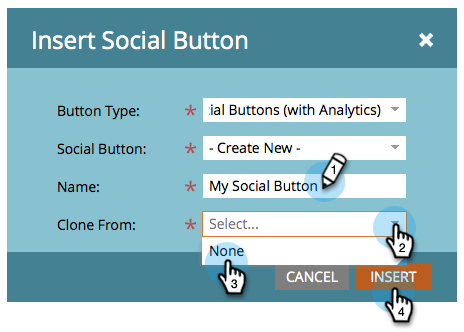 Insert Social Button
Button Type: * ial Buttons (with Analytics)
Social Button: * - Create New -
Name: * My Social Button 1
Clone From: * Select... 2
None 3
CANCEL INSERT
4